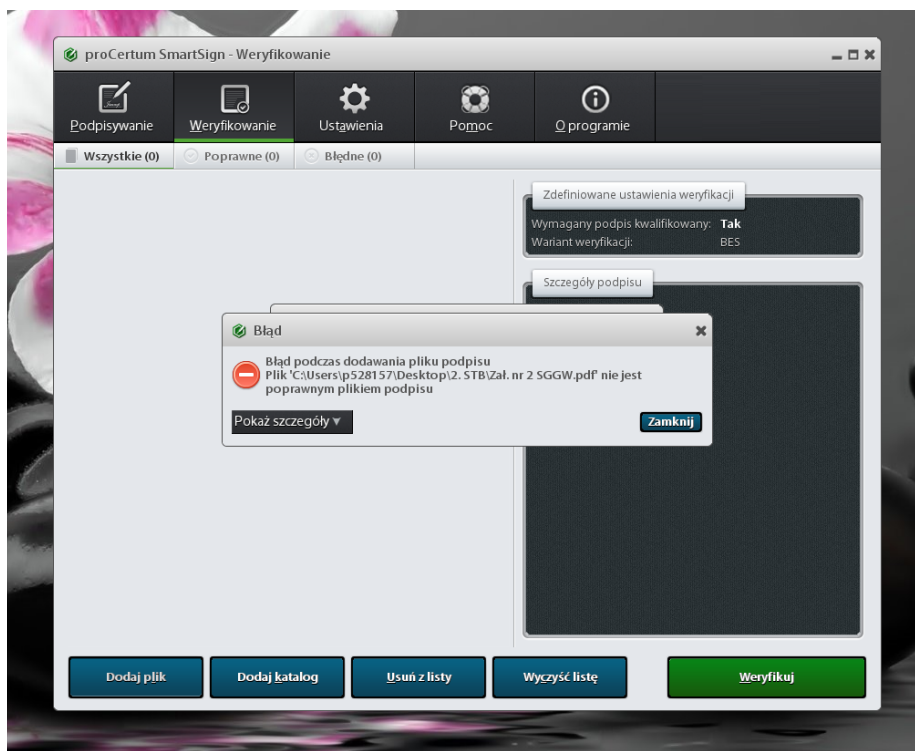 proCertum SmartSign - Weryfikowanie
Podpisywanie
Weryfikowanie
Ustawienia
Pomoc
O programie
Wszystkie (0)
Poprawne (0)
Błędne (0)
Zdefiniowane ustawienia weryfikacji
Wymagany podpis kwalifikowany: Tak
Wariant weryfikacji: BES
Szczegóły podpisu
Błąd
Błąd podczas dodawania pliku podpisu
Plik 'C:\Users\p528157\Desktop\2. STB\Zał. nr 2 SGGW.pdf' nie jest
poprawnym plikiem podpisu
Pokaż szczegóły
Zamknij
Dodaj plik
Dodaj katalog
Usuń z listy
Wyczyść listę
Weryfikuj